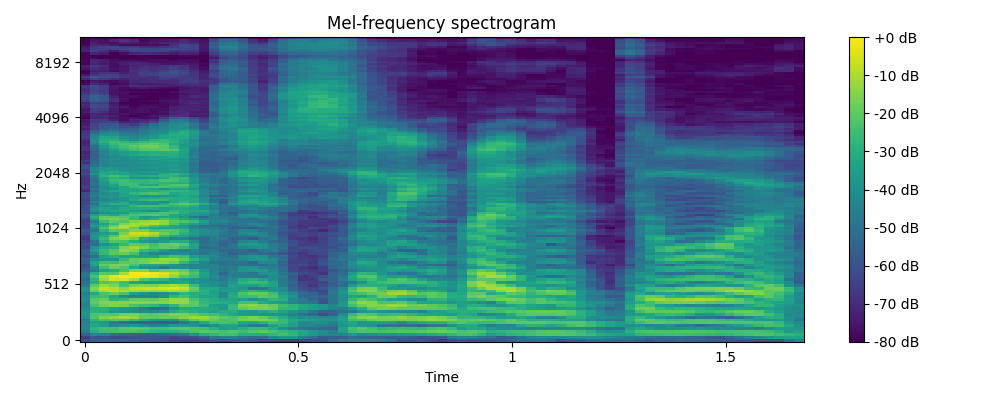 Mel-frequency spectrogram
8192
4096
2048
1024
512
0
Hz
0
0.5
1
1.5
Time
+0 dB
-10 dB
-20 dB
-30 dB
-40 dB
-50 dB
-60 dB
-70 dB
-80 dB